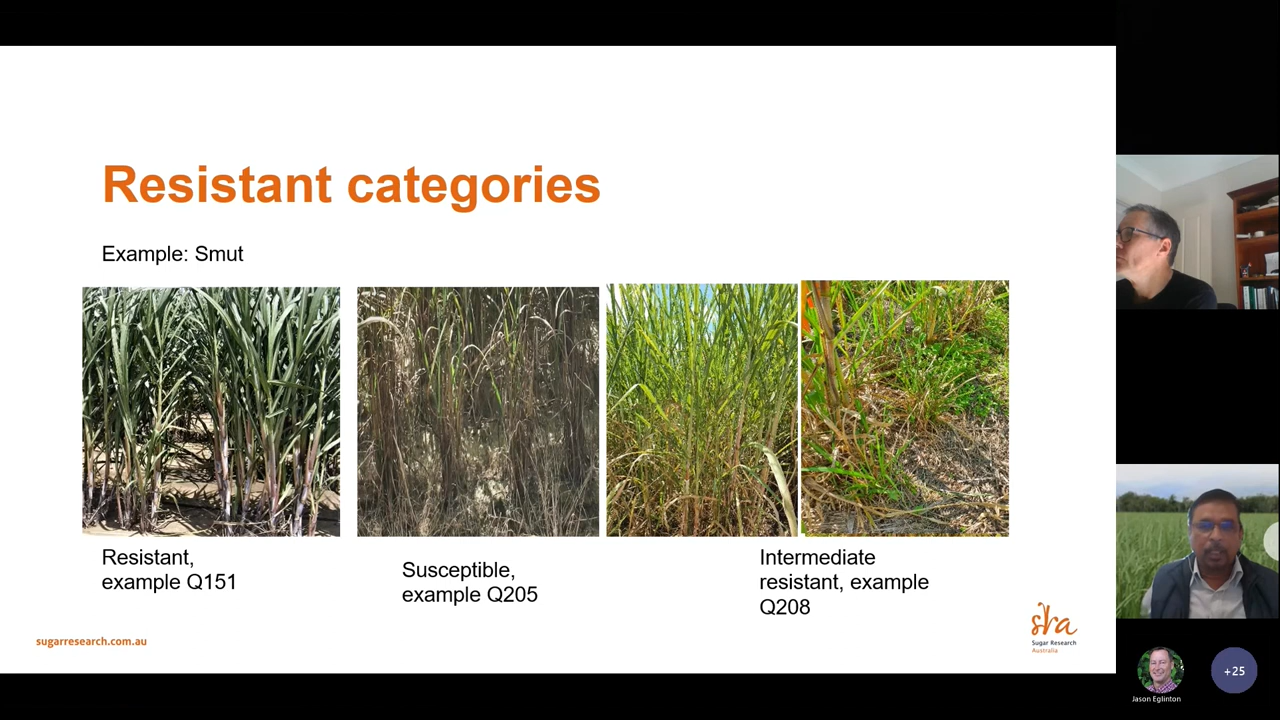 Resistant categories
Example: Smut
Resistant,
example Q151
Susceptible,
example Q205
Intermediate
resistant, example
Q208
sugarresearch.com.au
sra
Sugar Research
Australia
Jason Eglinton
+25